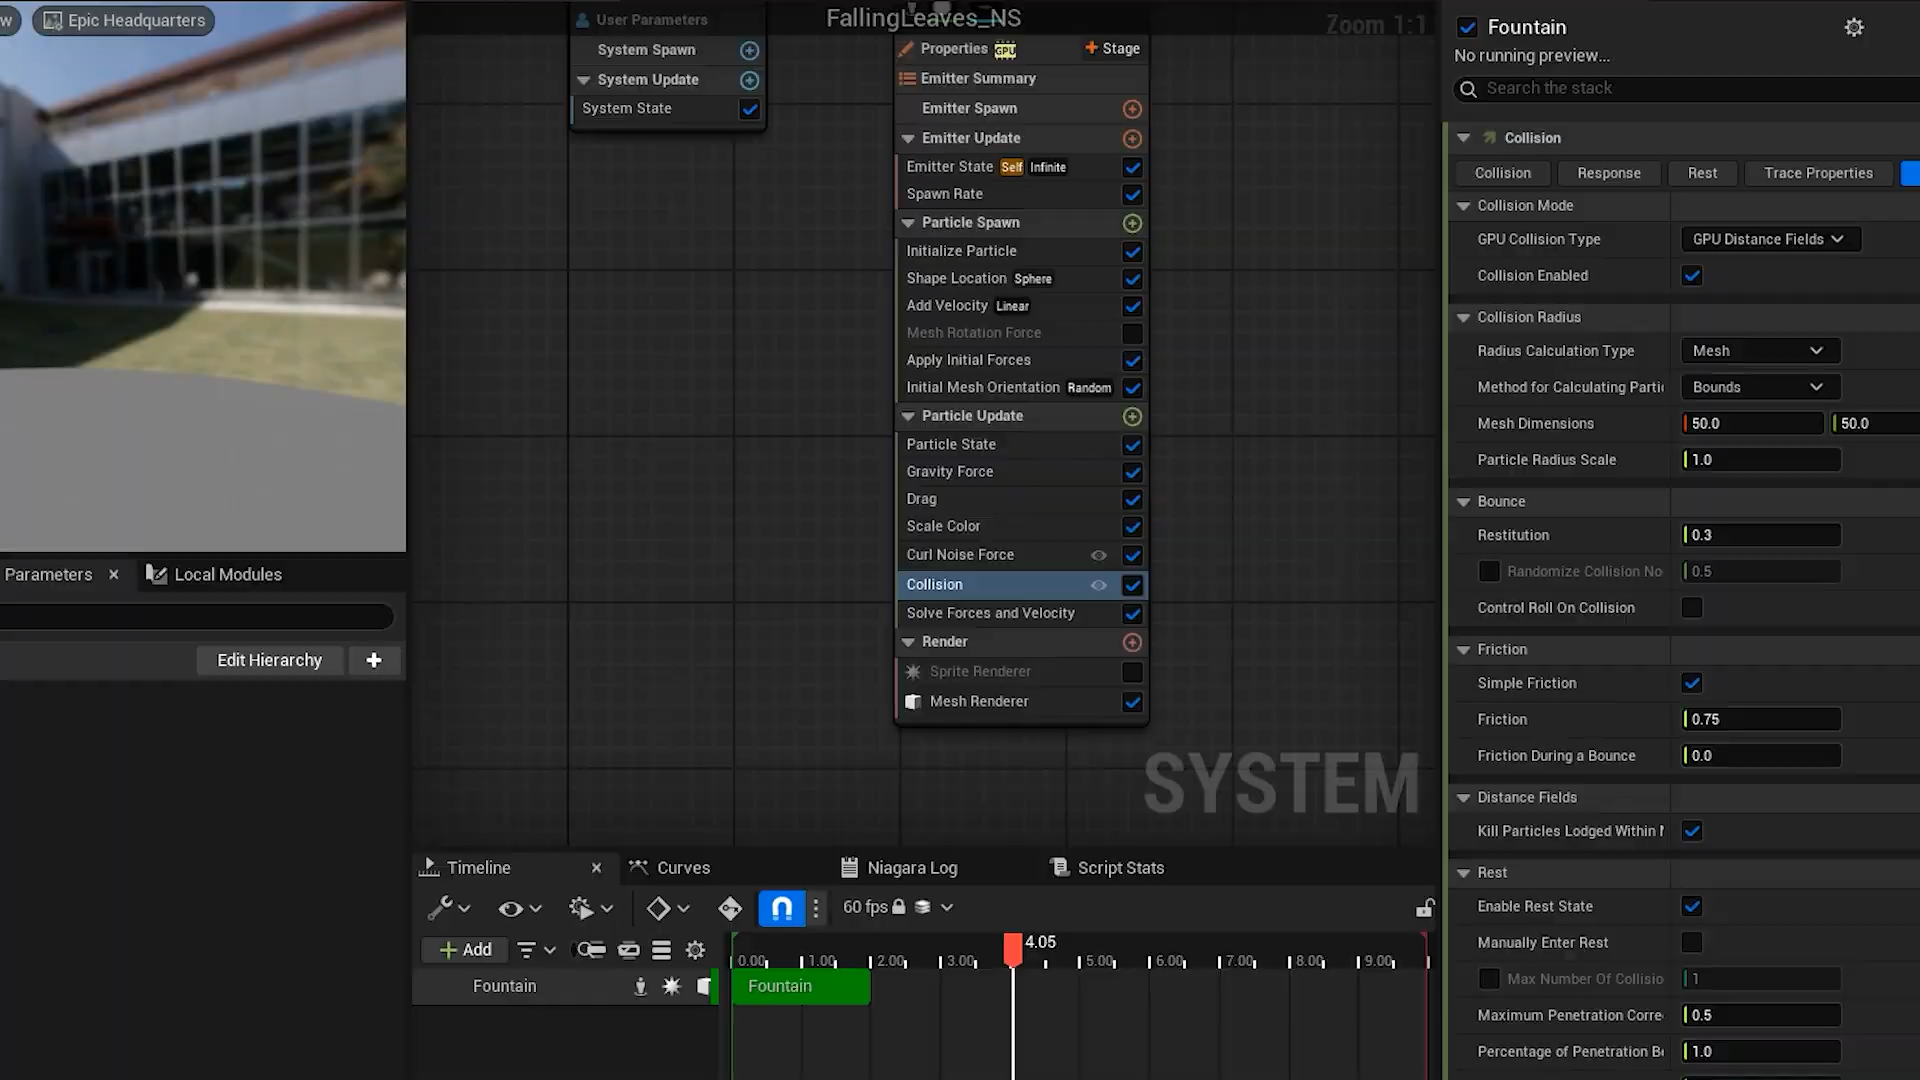 w
Epic Headquarters
Parameters
Local Modules
Edit Hierarchy
FallingLeaves_NS
Zoom 1:1
User Parameters
System Spawn
System Update
System State
Properties GPU Stage
Emitter Summary
Emitter Spawn
Emitter Update
Emitter State Self Infinite
Spawn Rate
Particle Spawn
Initialize Particle
Shape Location Sphere
Add Velocity Linear
Mesh Rotation Force
Apply Initial Forces
Initial Mesh Orientation Random
Particle Update
Particle State
Gravity Force
Drag
Scale Color
Curl Noise Force
Collision
Solve Forces and Velocity
Render
Sprite Renderer
Mesh Renderer
SYSTEM
Timeline
Curves
Niagara Log
Script Stats
60 fps
Add
4.05
0.00 1.00 2.00 3.00 5.00 6.00 7.00 8.00 9.00
Fountain
Fountain
Fountain
No running preview...
Search the stack
Collision
Collision Response Rest Trace Properties
Collision Mode
GPU Collision Type GPU Distance Fields
Collision Enabled
Collision Radius
Radius Calculation Type Mesh
Method for Calculating Parti Bounds
Mesh Dimensions 50.0 50.0
Particle Radius Scale 1.0
Bounce
Restitution 0.3
Randomize Collision No 0.5
Control Roll On Collision
Friction
Simple Friction
Friction 0.75
Friction During a Bounce 0.0
Distance Fields
Kill Particles Lodged Within
Rest
Enable Rest State
Manually Enter Rest
Max Number Of Collisio 1
Maximum Penetration Corre 0.5
Percentage of Penetration B 1.0